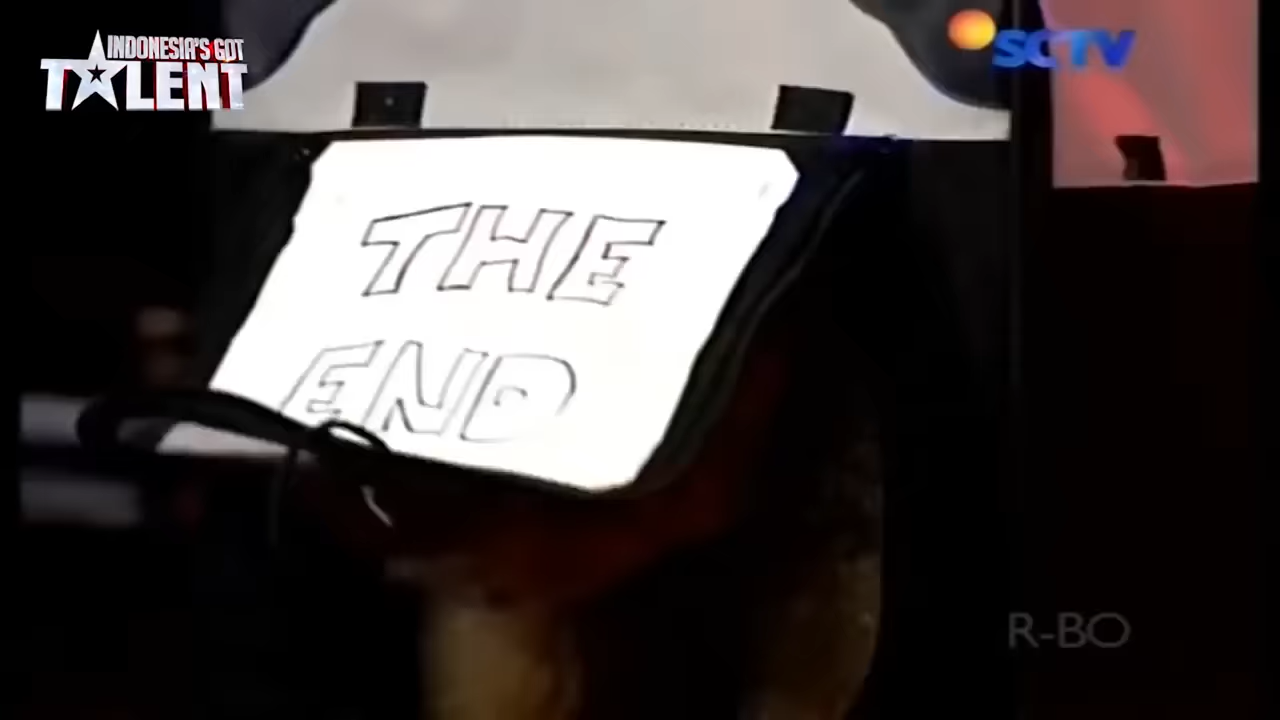 INDONESIA'S GOT
TALENT
SCTV
THE
END
R-BO